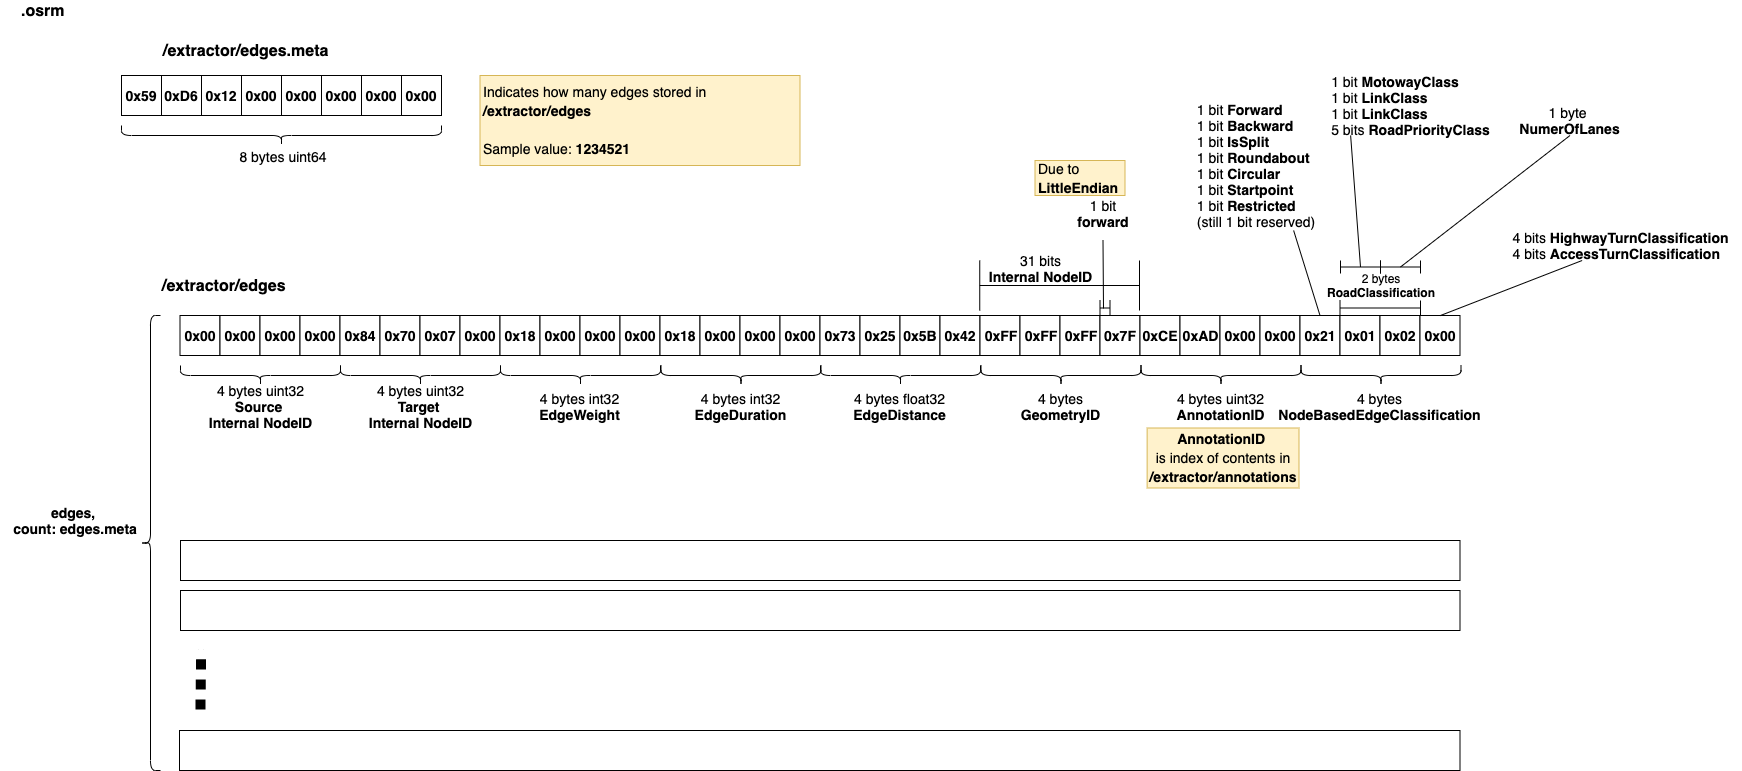 .osrm
/extractor/edges.meta
0x59 0xD6 0x12 0x00 0x00 0x00 0x00 0x00
8 bytes uint64
Indicates how many edges stored in
/extractor/edges
Sample value: 1234521
Due to
LittleEndian
1 bit
forward
31 bits
Internal NodeID
1 bit Forward
1 bit Backward
1 bit IsSplit
1 bit Roundabout
1 bit Circular
1 bit Startpoint
1 bit Restricted
(still 1 bit reserved)
1 bit MotowayClass
1 bit LinkClass
1 bit LinkClass
5 bits RoadPriorityClass
1 byte
NumerOfLanes
2 bytes
RoadClassification
4 bits HighwayTurnClassification
4 bits AccessTurnClassification
/extractor/edges
0x00 0x00 0x00 0x00 0x84 0x70 0x07 0x00 0x18 0x00 0x00 0x00 0x18 0x00 0x00 0x00 0x73 0x25 0x5B 0x42 0xFF 0xFF 0xFF 0x7F 0xCE 0xAD 0x00 0x00 0x21 0x01 0x02 0x00
4 bytes uint32
Source
Internal NodeID
4 bytes uint32
Target
Internal NodeID
4 bytes int32
EdgeWeight
4 bytes int32
EdgeDuration
4 bytes float32
EdgeDistance
4 bytes
GeometryID
4 bytes uint32
AnnotationID
4 bytes
NodeBasedEdgeClassification
AnnotationID
is index of contents in
/extractor/annotations
edges,
count: edges.meta